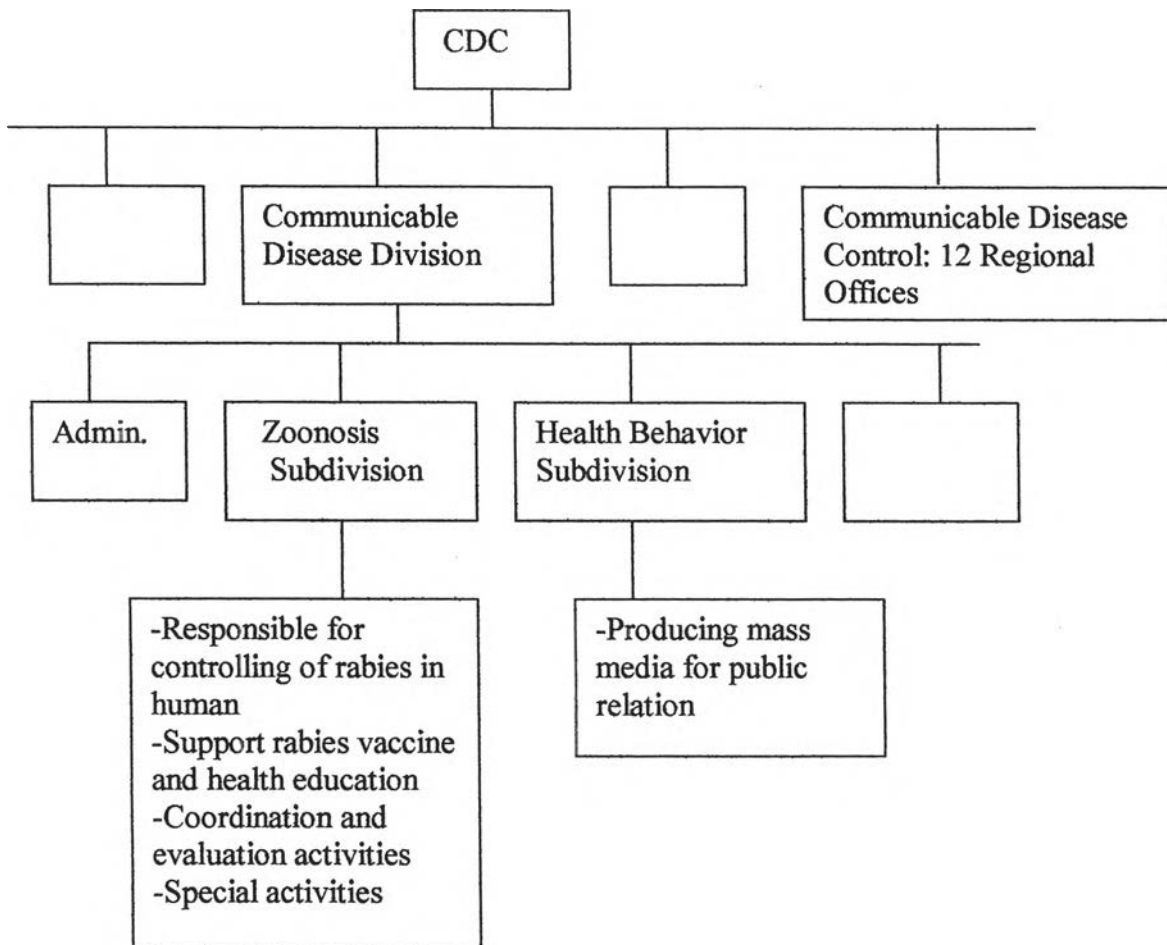 CDC
Communicable
Disease Division
Communicable Disease
Control: 12 Regional
Offices
Admin.
Zoonosis
Subdivision
Health Behavior
Subdivision
-Responsible for
controlling of rabies in
human
-Support rabies vaccine
and health education
-Coordination and
evaluation activities
-Special activities
-Producing mass
media for public
relation